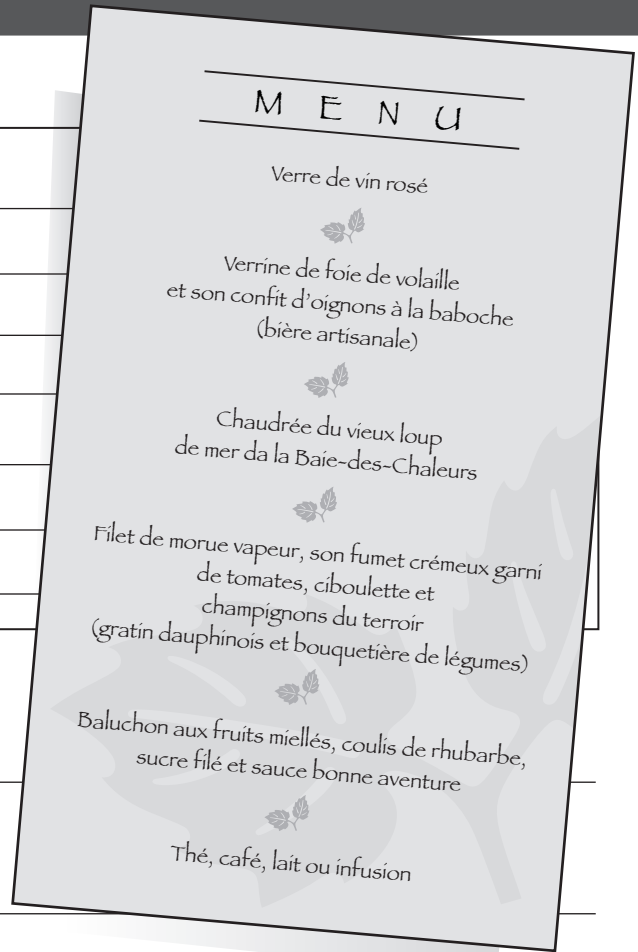 MENU
Verre de vin rosé
Verrine de foie de volaille
et son confit d'oignons à la baboche
(bière artisanale)
Chaudrée du vieux loup
de mer da la Baie-des-Chaleurs
Filet de morue vapeur, son fumet crémeux garni
de tomates, ciboulette et
champignons du terroir
(gratin dauphinois et bouquetière de légumes)
Baluchon aux fruits miellés, coulis de rhubarbe,
sucre filé et sauce bonne aventure
Thé, café, lait ou infusion